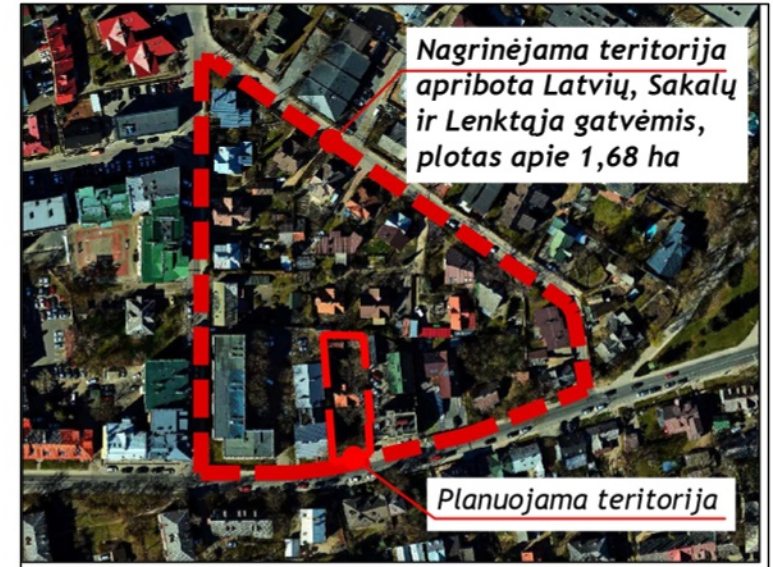 Nagrinėjama teritorija
apribota Latvių, Sakalų
ir Lenktąja gatvėmis,
plotas apie 1,68 ha
Planuojama teritorija